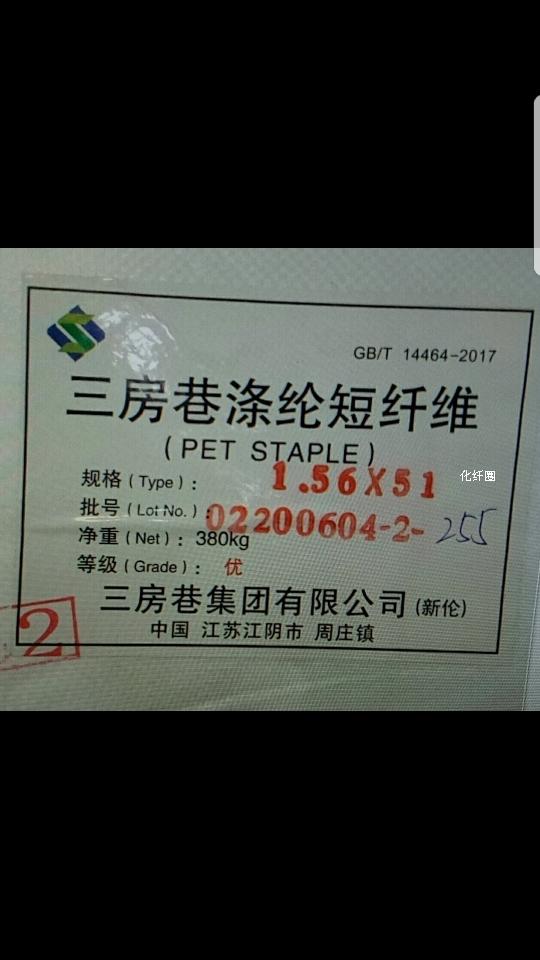 GB/T 14464-2017
三房巷涤纶短纤维
(PET STAPLE)
规格(Type): 1.56X51
化纤圈
批号(Lot No.): 02200604-2-255
净重(Net): 380kg
等级(Grade): 优
三房巷集团有限公司(新伦)
中国 江苏江阴市 周庄镇
2